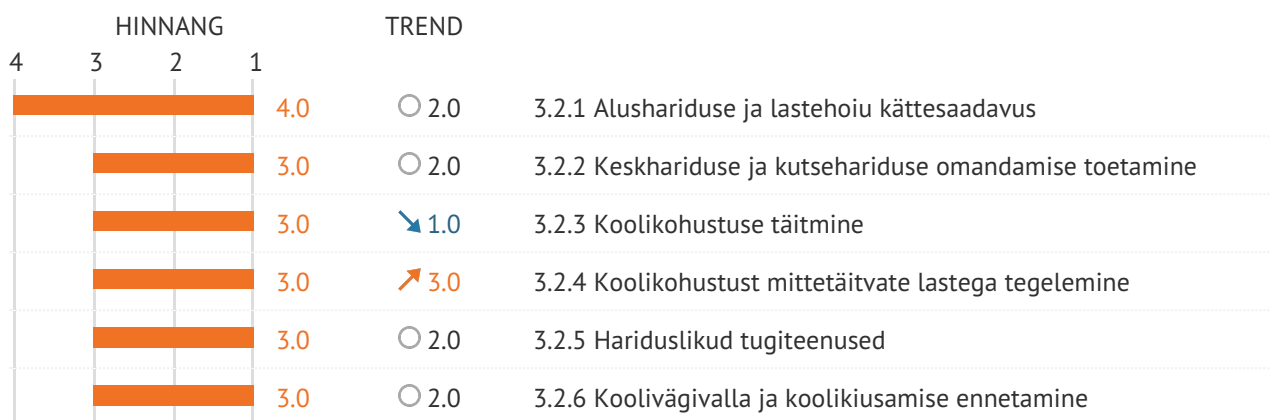 HINNANG TREND
4 3 2 1
4.0 2.0 3.2.1 Alushariduse ja lastehoiu kättesaadavus
3.0 2.0 3.2.2 Keskhariduse ja kutsehariduse omandamise toetamine
3.0 1.0 3.2.3 Koolikohustuse täitmine
3.0 3.0 3.2.4 Koolikohustust mittetäitvate lastega tegelemine
3.0 2.0 3.2.5 Hariduslikud tugiteenused
3.0 2.0 3.2.6 Koolivägivalla ja koolikiusamise ennetamine